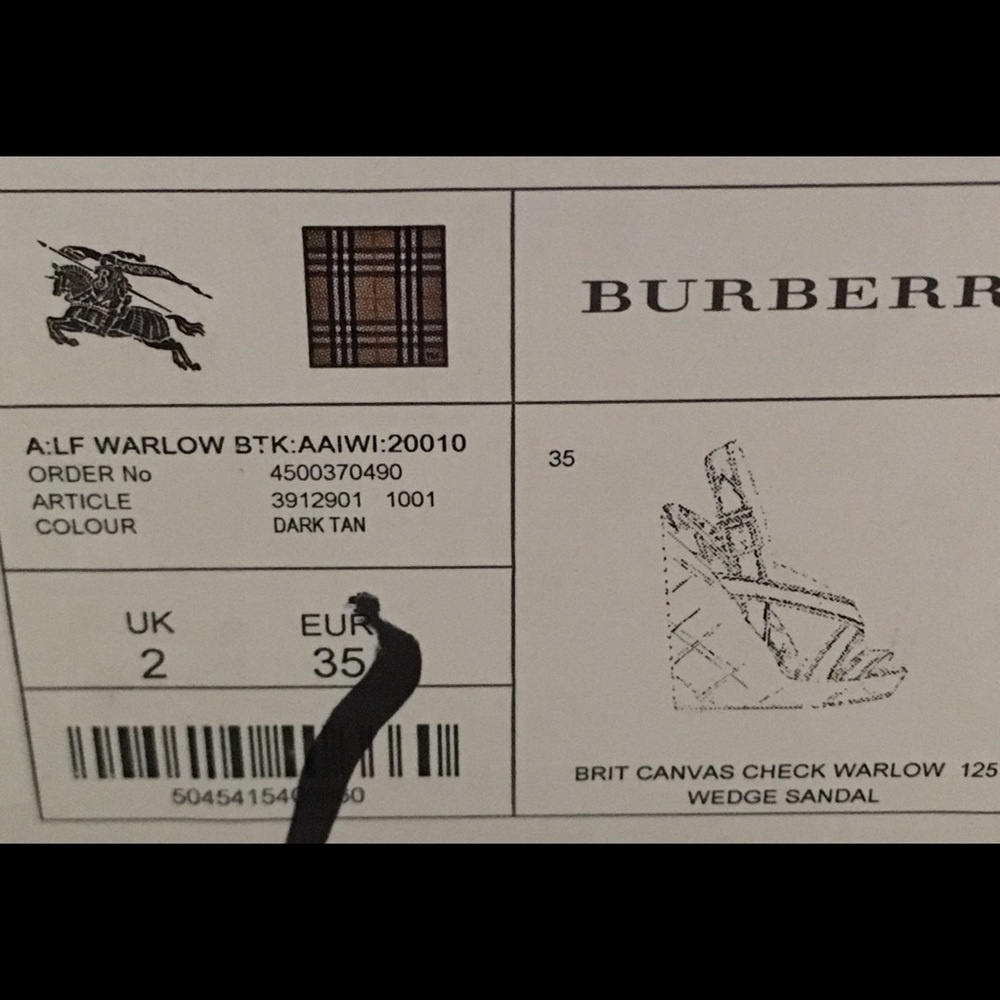 BURBERR
A:LF WARLOW BTK:AAIWI:20010
ORDER No 4500370490
ARTICLE 3912901 1001
COLOUR DARK TAN
UK EUR
2 35
35
BRIT CANVAS CHECK WARLOW 125
WEDGE SANDAL